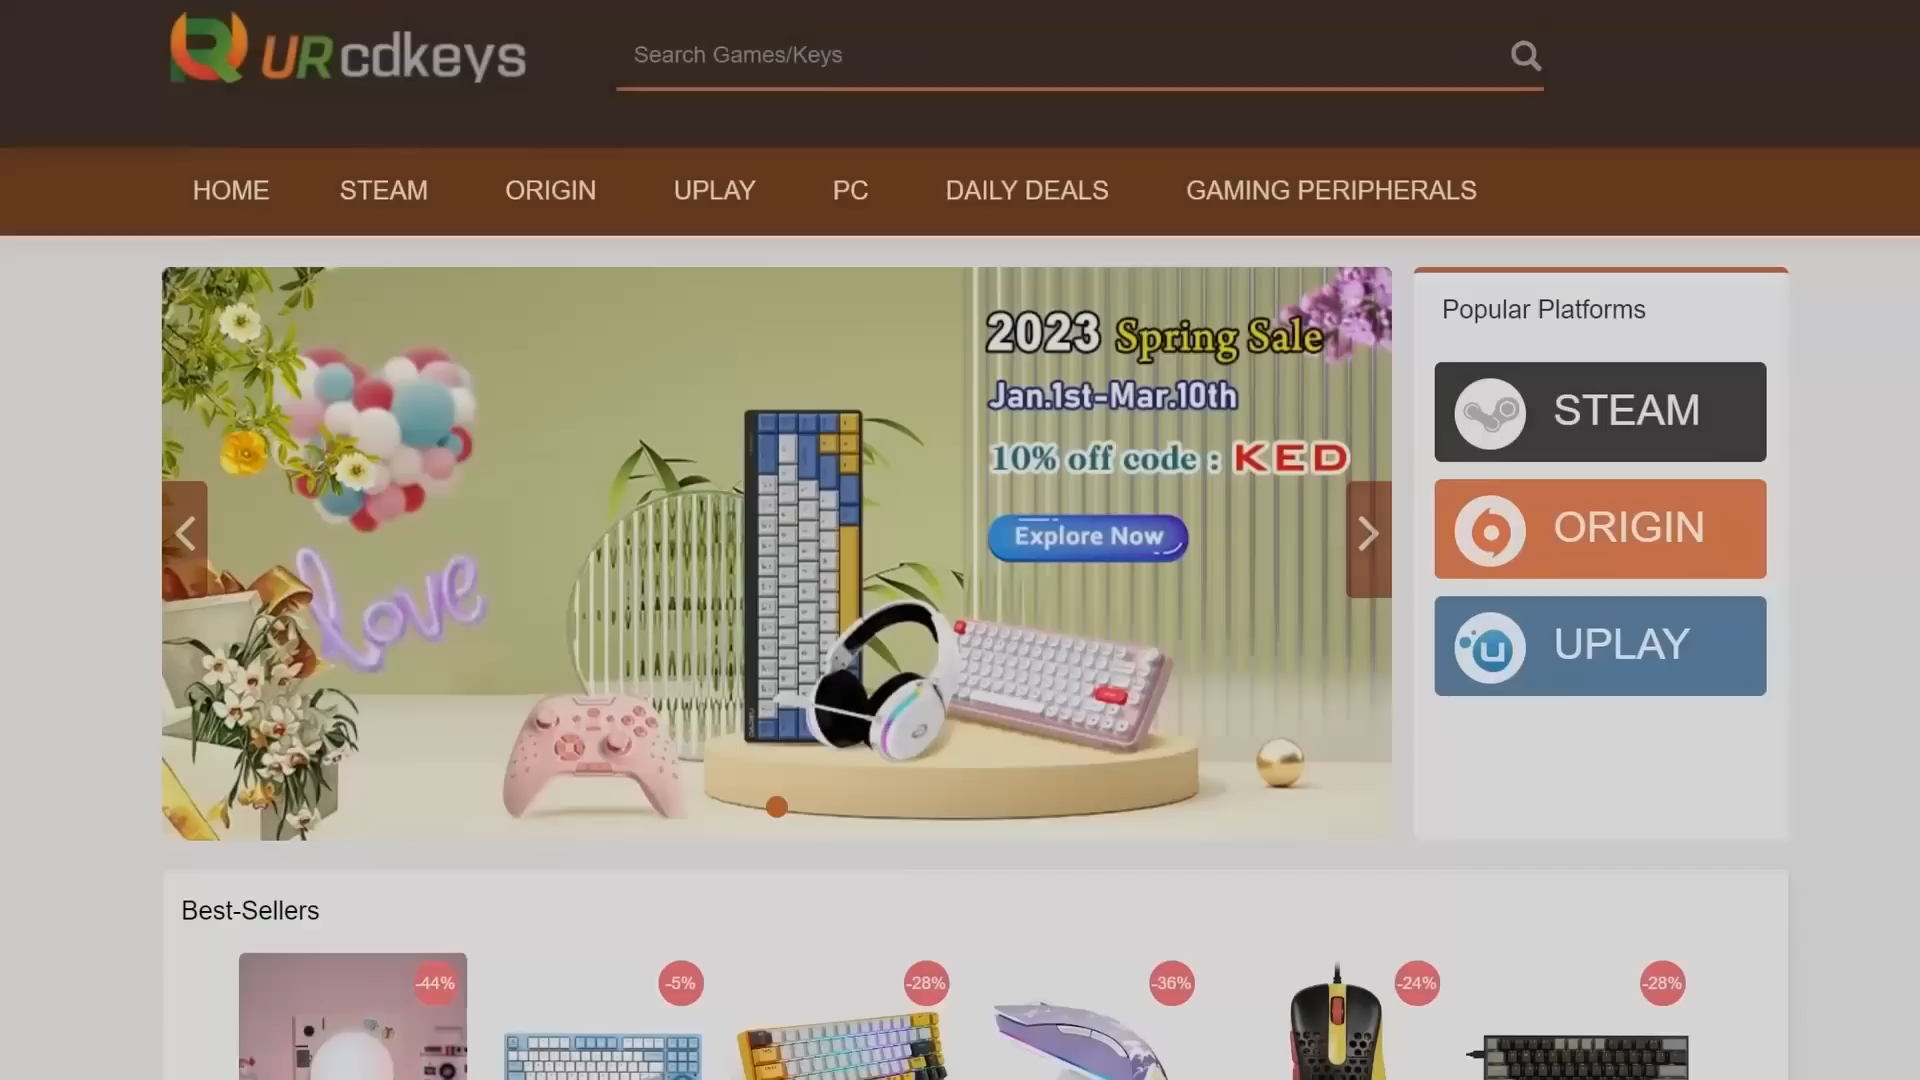 URcdkeys
Search Games/Keys
HOME STEAM ORIGIN UPLAY PC DAILY DEALS GAMING PERIPHERALS
2023 Spring Sale
Jan.1st-Mar.10th
10% off code : KED
Explore Now
love
Popular Platforms
STEAM
ORIGIN
UPLAY
Best-Sellers
-44% -5% -28% -36% -24% -28%